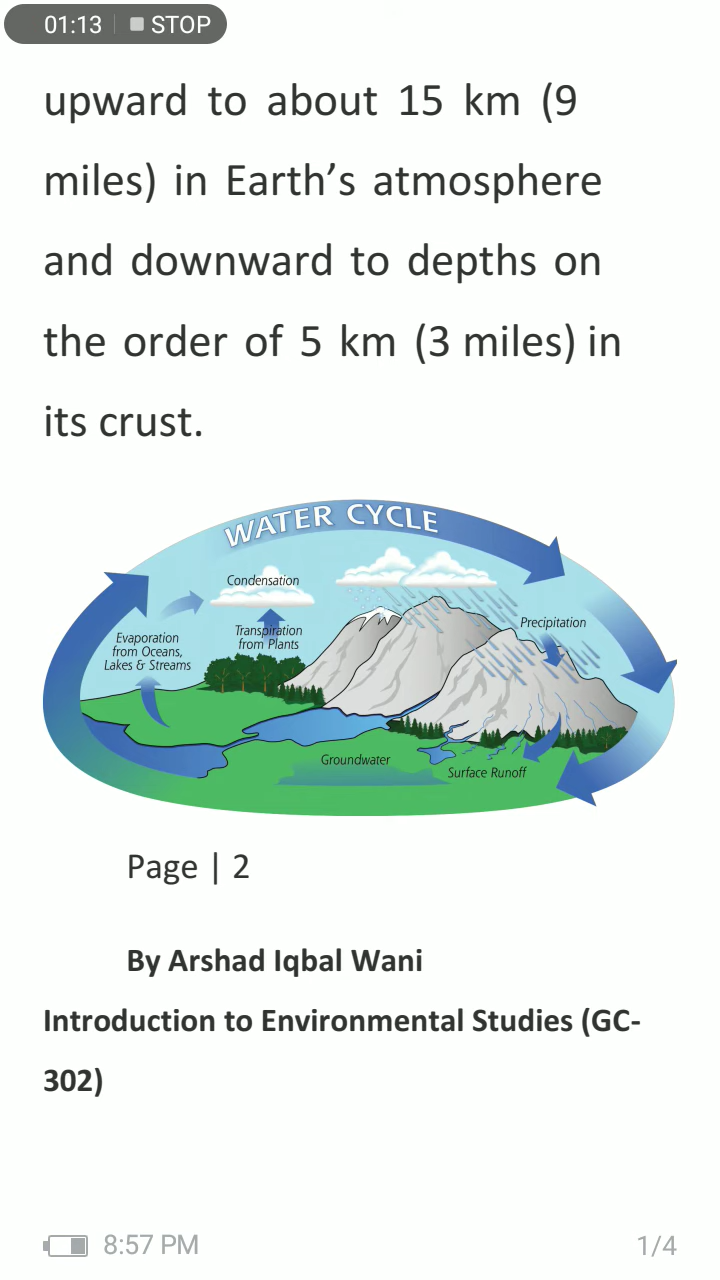 01:13 STOP
upward to about 15 km (9
miles) in Earth’s atmosphere
and downward to depths on
the order of 5 km (3 miles) in
its crust.
WATER CYCLE
Condensation
Precipitation
Evaporation
from Oceans,
Lakes & Streams
Transpiration
from Plants
Groundwater
Surface Runoff
Page | 2
By Arshad Iqbal Wani
Introduction to Environmental Studies (GC-
302)
8:57 PM
1/4